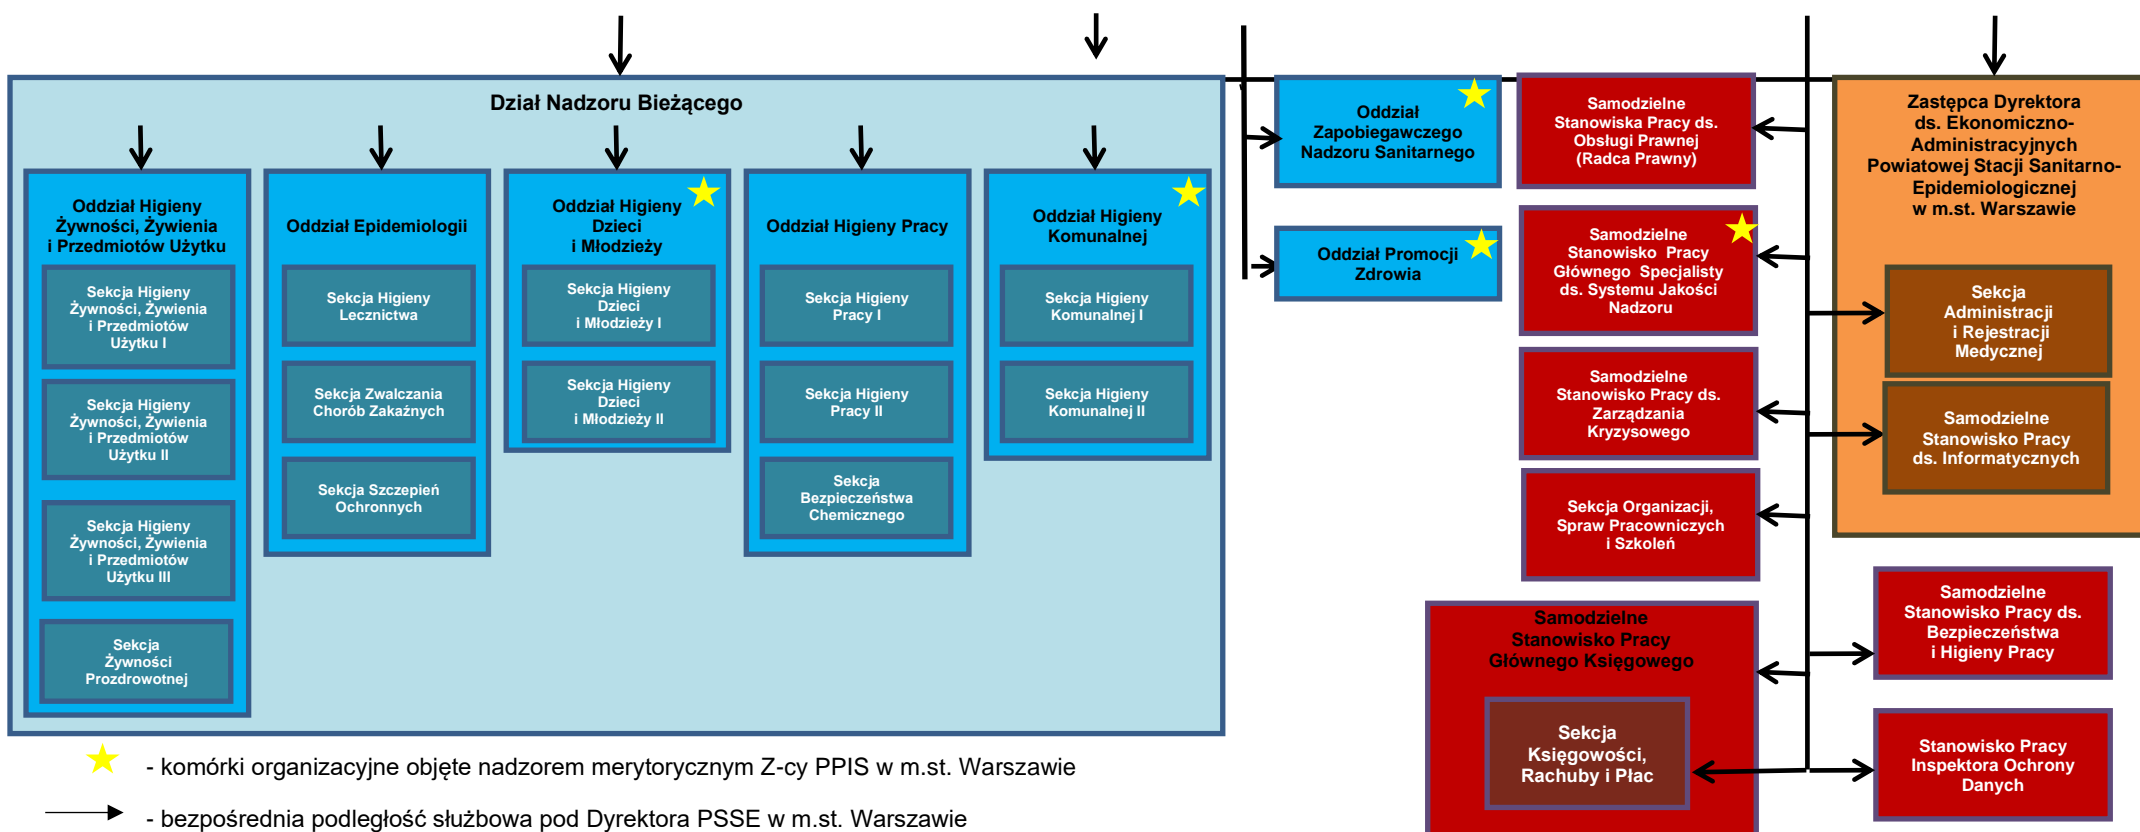 Dział Nadzoru Bieżącego
Oddział Higieny
Żywności, Żywienia
i Przedmiotów Użytku
Sekcja Higieny
Żywności, Żywienia
i Przedmiotów
Użytku I
Sekcja Higieny
Żywności, Żywienia
i Przedmiotów
Użytku II
Sekcja Higieny
Żywności, Żywienia
i Przedmiotów
Użytku III
Sekcja
Żywności
Prozdrowotnej
Oddział Epidemiologii
Sekcja Higieny
Lecznictwa
Sekcja Zwalczania
Chorób Zakaźnych
Sekcja Szczepień
Ochronnych
Oddział Higieny
Dzieci
i Młodzieży
Sekcja Higieny
Dzieci
i Młodzieży I
Sekcja Higieny
Dzieci
i Młodzieży II
Oddział Higieny Pracy
Sekcja Higieny
Pracy I
Sekcja Higieny
Pracy II
Sekcja
Bezpieczeństwa
Chemicznego
Oddział Higieny
Komunalnej
Sekcja Higieny
Komunalnej I
Sekcja Higieny
Komunalnej II
Oddział
Zapobiegawczego
Nadzoru Sanitarnego
Oddział Promocji
Zdrowia
Samodzielne
Stanowiska Pracy ds.
Obsługi Prawnej
(Radca Prawny)
Samodzielne
Stanowisko Pracy
Głównego Specjalisty
ds. Systemu Jakości
Nadzoru
Samodzielne
Stanowisko Pracy ds.
Zarządzania
Kryzysowego
Sekcja Organizacji,
Spraw Pracowniczych
i Szkoleń
Samodzielne
Stanowisko Pracy
Głównego Księgowego
Sekcja
Księgowości,
Rachuby i Płac
Zastępca Dyrektora
ds. Ekonomiczno-
Administracyjnych
Powiatowej Stacji Sanitarno-
Epidemiologicznej
w m.st. Warszawie
Sekcja
Administracji
i Rejestracji
Medycznej
Samodzielne
Stanowisko Pracy
ds. Informatycznych
Samodzielne
Stanowisko Pracy ds.
Bezpieczeństwa
i Higieny Pracy
Stanowisko Pracy
Inspektora Ochrony
Danych
- komórki organizacyjne objęte nadzorem merytorycznym Z-cy PPIS w m.st. Warszawie
- bezpośrednia podległość służbowa pod Dyrektora PSSE w m.st. Warszawie